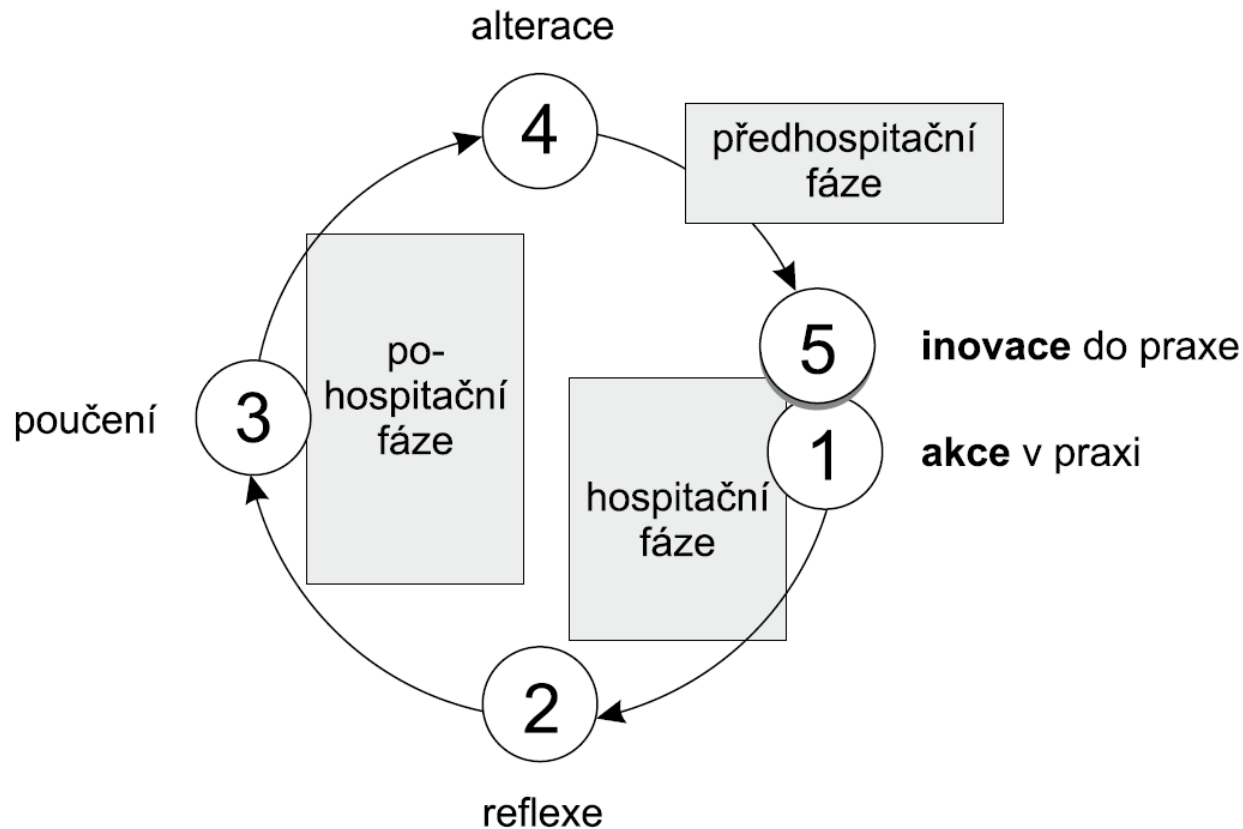 alterace
4
předhospitační
fáze
5
inovace do praxe
po-
hospitační
fáze
3
poučení
1
akce v praxi
hospitační
fáze
2
reflexe